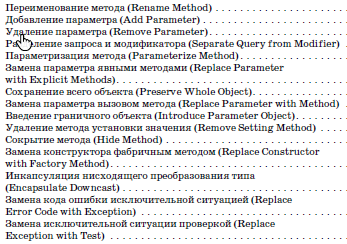 Переименование метода (Rename Method)
Добавление параметра (Add Parameter)
Удаление параметра (Remove Parameter)
Разделение запроса и модификатора (Separate Query from Modifier)
Параметризация метода (Parameterize Method)
Замена параметра явными методами (Replace Parameter
with Explicit Methods)
Сохранение всего объекта (Preserve Whole Object)
Замена параметра вызовом метода (Replace Parameter with Method)
Введение граничного объекта (Introduce Parameter Object)
Удаление метода установки значения (Remove Setting Method)
Сокрытие метода (Hide Method)
Замена конструктора фабричным методом (Replace Constructor
with Factory Method)
Инкапсуляция нисходящего преобразования типа
(Encapsulate Downcast)
Замена кода ошибки исключительной ситуацией (Replace
Error Code with Exception)
Замена исключительной ситуации проверкой (Replace
Exception with Test)